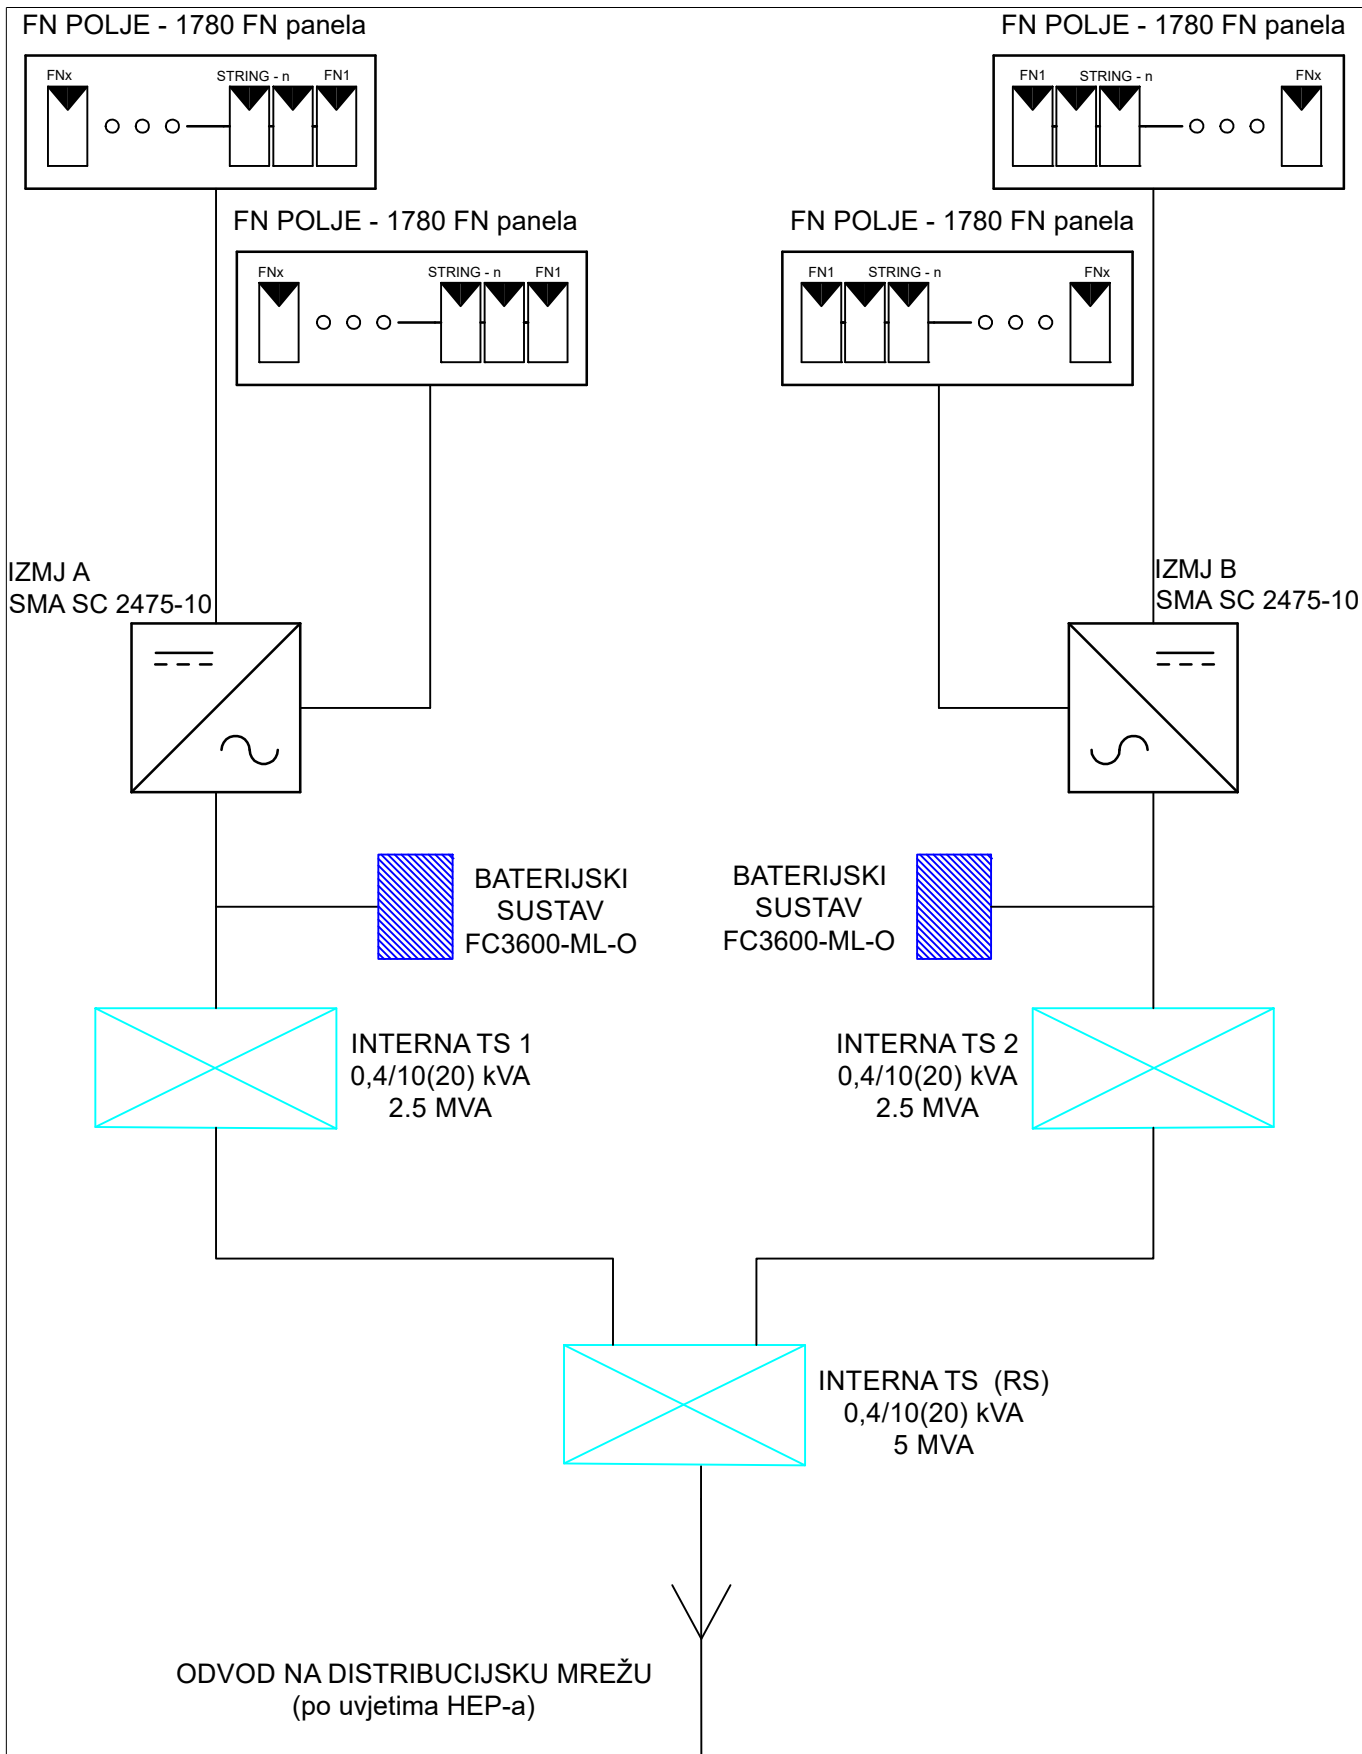 FN POLJE - 1780 FN panela
FNx
STRING - n
FN1
FN POLJE - 1780 FN panela
FN1
STRING - n
FNx
FN POLJE - 1780 FN panela
FNx
STRING - n
FN1
FN POLJE - 1780 FN panela
FN1
STRING - n
FNx
IZMJ A
SMA SC 2475-10
IZMJ B
SMA SC 2475-10
BATERIJSKI
SUSTAV
FC3600-ML-O
BATERIJSKI
SUSTAV
FC3600-ML-O
INTERNA TS 1
0,4/10(20) kVA
2.5 MVA
INTERNA TS 2
0,4/10(20) kVA
2.5 MVA
INTERNA TS (RS)
0,4/10(20) kVA
5 MVA
ODVOD NA DISTRIBUCIJSKU MREŽU
(po uvjetima HEP-a)